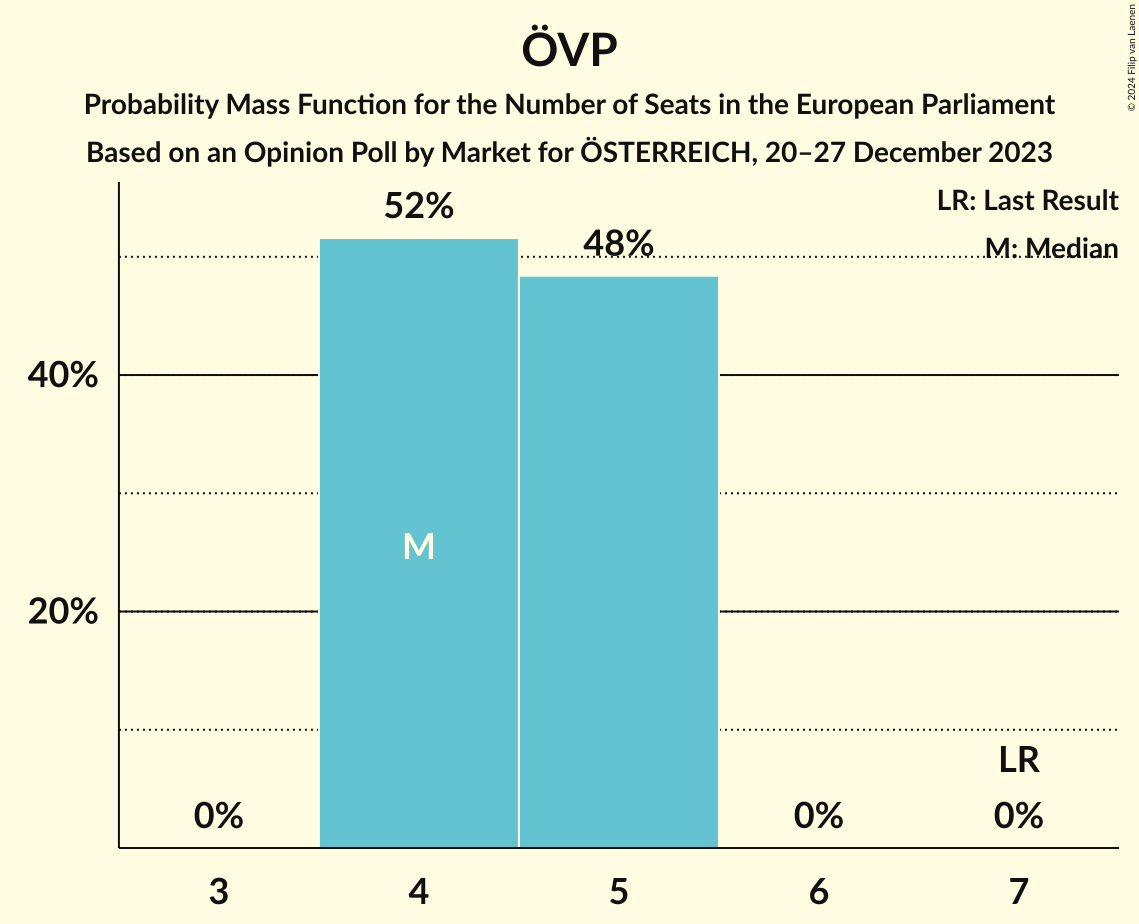 ÖVP
Probability Mass Function for the Number of Seats in the European Parliament
Based on an Opinion Poll by Market for ÖSTERREICH, 20–27 December 2023
© 2024 Filip van Laenen
LR: Last Result
M: Median
52%
48%
40%
20%
M
LR
0%
0%
0%
3
4
5
6
7